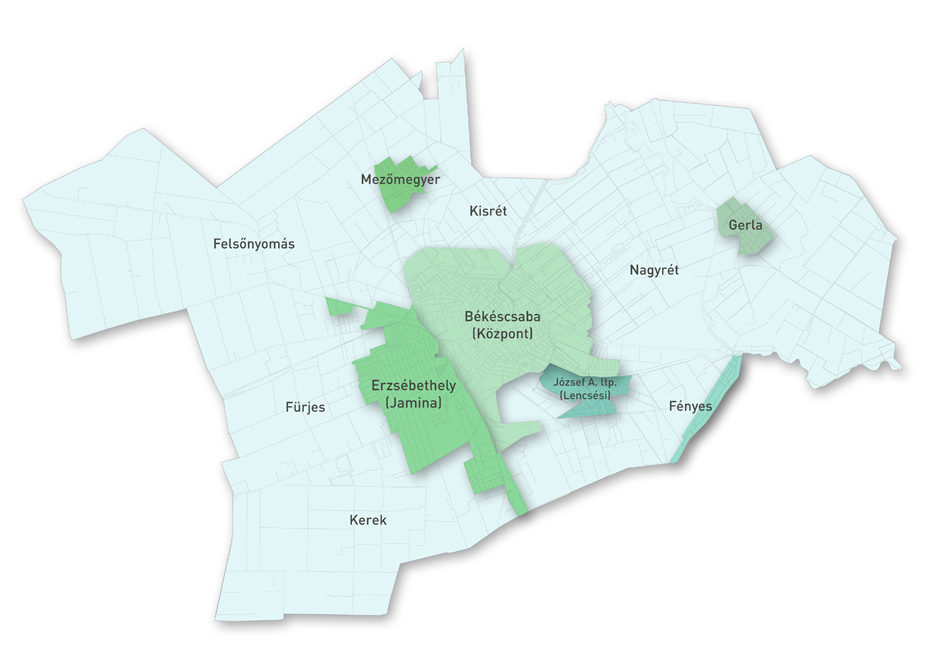 Mezőmegyer
Kisrét
Gerla
Felsőnyomás
Nagyrét
Békéscsaba
(Központ)
Erzsébethely
(Jamina)
József A. ltp.
(Lencsési)
Fürjes
Fényes
Kerek